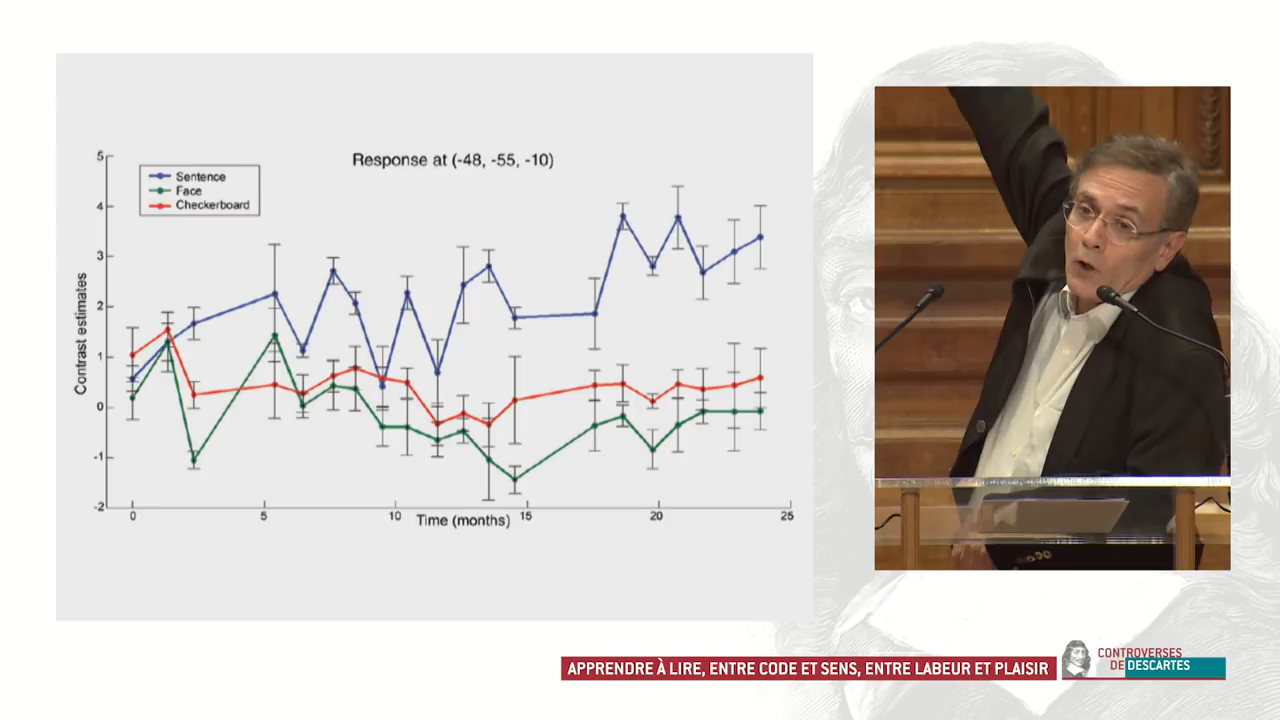 Response at (-48, -55, -10)
Sentence
Face
Checkerboard
Contrast estimates
5
4
3
2
1
0
-1
-2
0
5
10
15
20
25
Time (months)
APPRENDRE À LIRE, ENTRE CODE ET SENS, ENTRE LABEUR ET PLAISIR
CONTROVERSES
DE DESCARTES